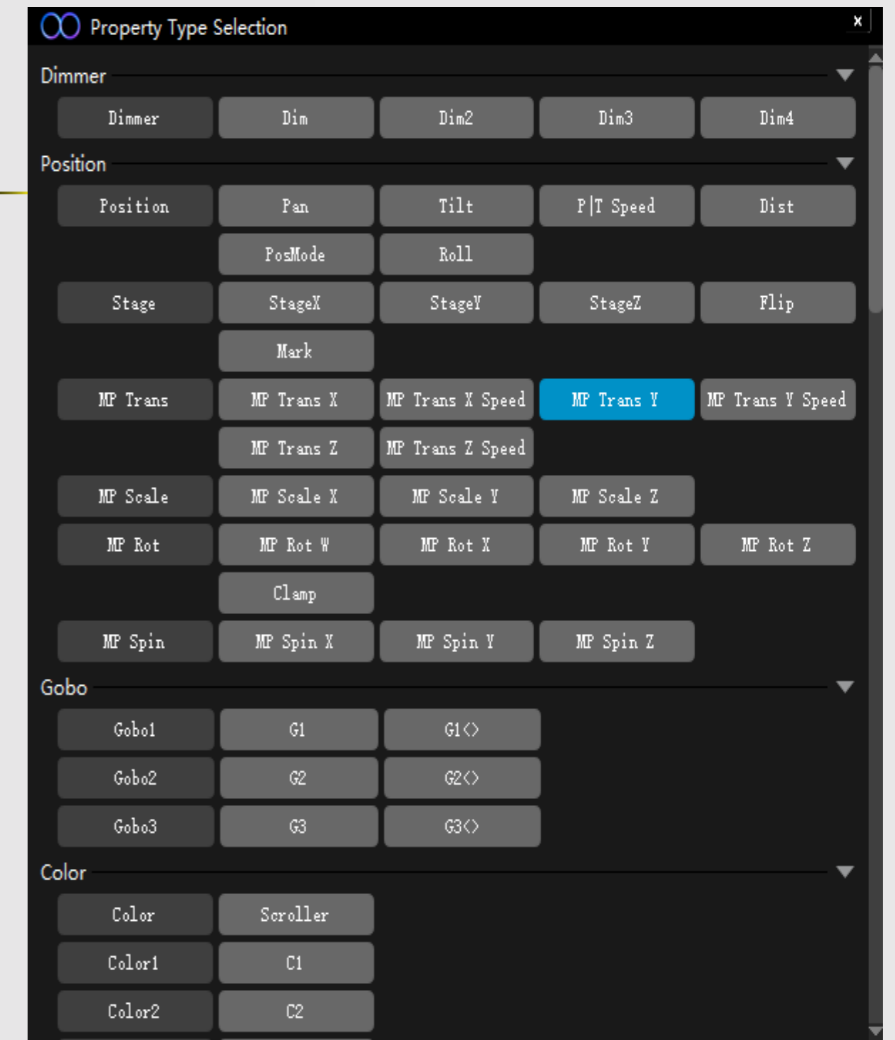 Property Type Selection
x
Dimmer
Dimmer Dim Dim2 Dim3 Dim4
Position
Position Pan Tilt P|T Speed Dist
PosMode Roll
Stage StageX StageY StageZ Flip
Mark
MP Trans MP Trans X MP Trans X Speed MP Trans Y MP Trans Y Speed
MP Trans Z MP Trans Z Speed
MP Scale MP Scale X MP Scale Y MP Scale Z
MP Rot MP Rot W MP Rot X MP Rot Y MP Rot Z
Clamp
MP Spin MP Spin X MP Spin Y MP Spin Z
Gobo
Gobo1 G1 G1<>
Gobo2 G2 G2<>
Gobo3 G3 G3<>
Color
Color Scroller
Color1 C1
Color2 C2